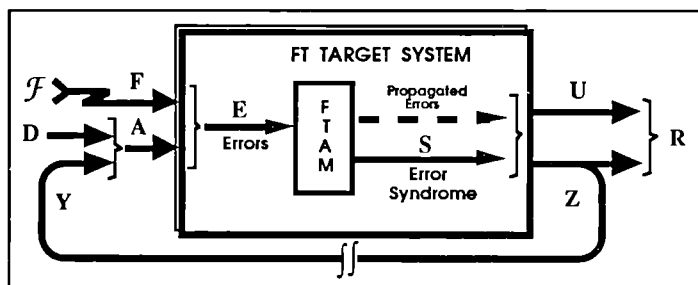 FT TARGET SYSTEM
ℱ F
D A
Y
E
Errors
F
T
A
M
Propagated
Errors
S
Error
Syndrome
U
Z
R